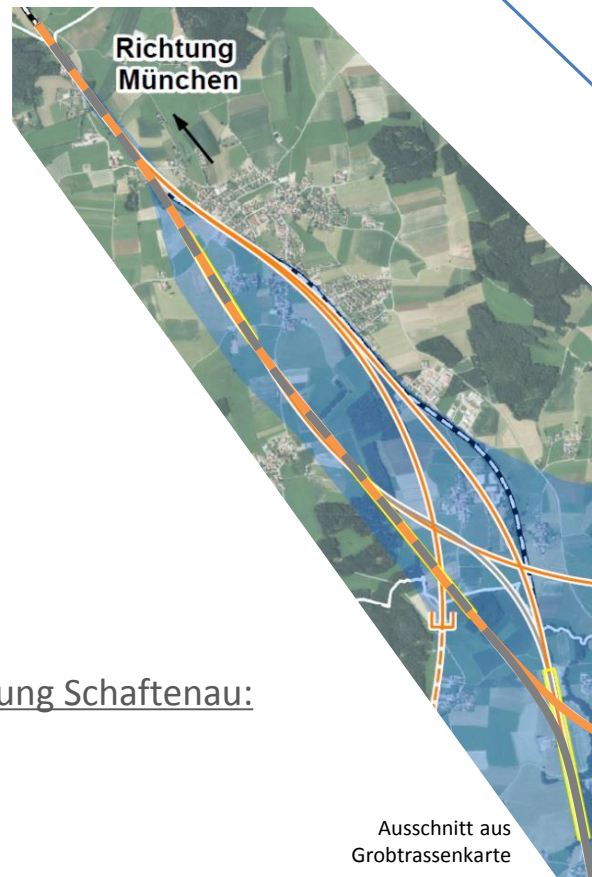 Richtung
München
ung Schaftenau:
Ausschnitt aus
Grobtrassenkarte